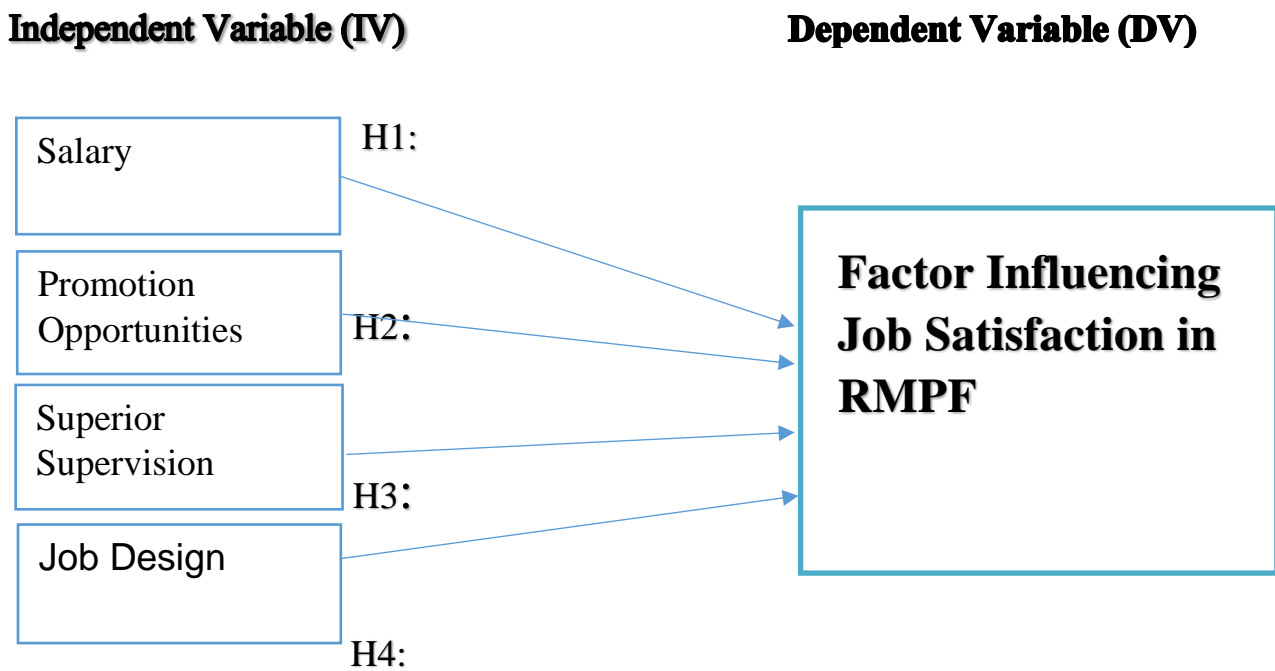 Independent Variable (IV)
Dependent Variable (DV)
Salary
H1:
Promotion
Opportunities
H2:
Superior
Supervision
H3:
Job Design
H4:
Factor Influencing
Job Satisfaction in
RMPF